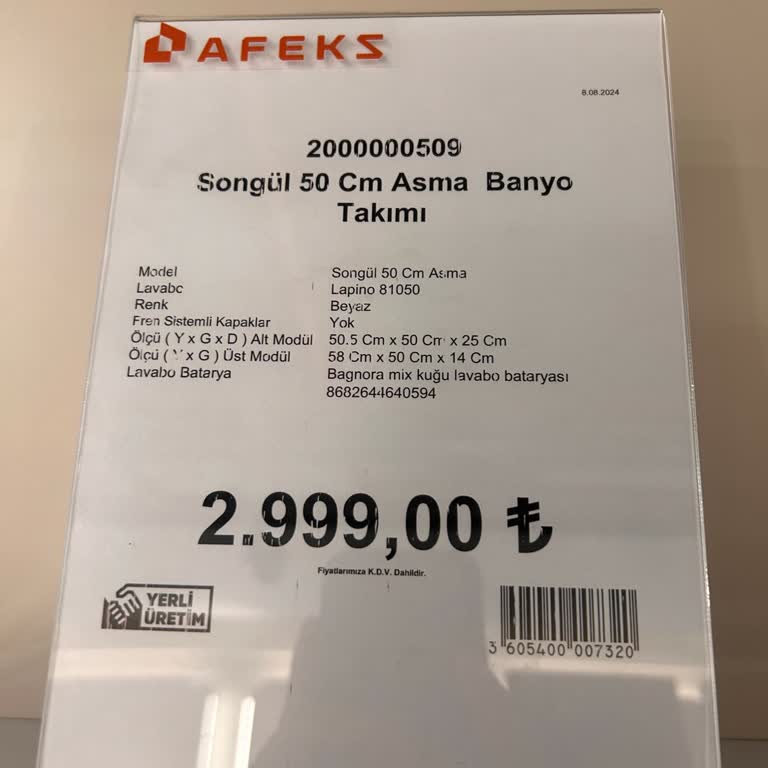 AFEKS
8.08.2024
2000000509
Songül 50 Cm Asma Banyo
Takımı
Model Songül 50 Cm Asma
Lavabo Lapino 81050
Renk Beyaz
Fren Sistemli Kapaklar Yok
Ölçü ( Y x G x D ) Alt Modül 50.5 Cm x 50 Cm x 25 Cm
Ölçü ( Y x G ) Üst Modül 58 Cm x 50 Cm x 14 Cm
Lavabo Batarya Bagnora mix kuğu lavabo bataryası
8682644640594
2.999,00 ₺
Fiyatlarımıza K.D.V. Dahildir.
YERLİ
ÜRETİM
3 605400 007320